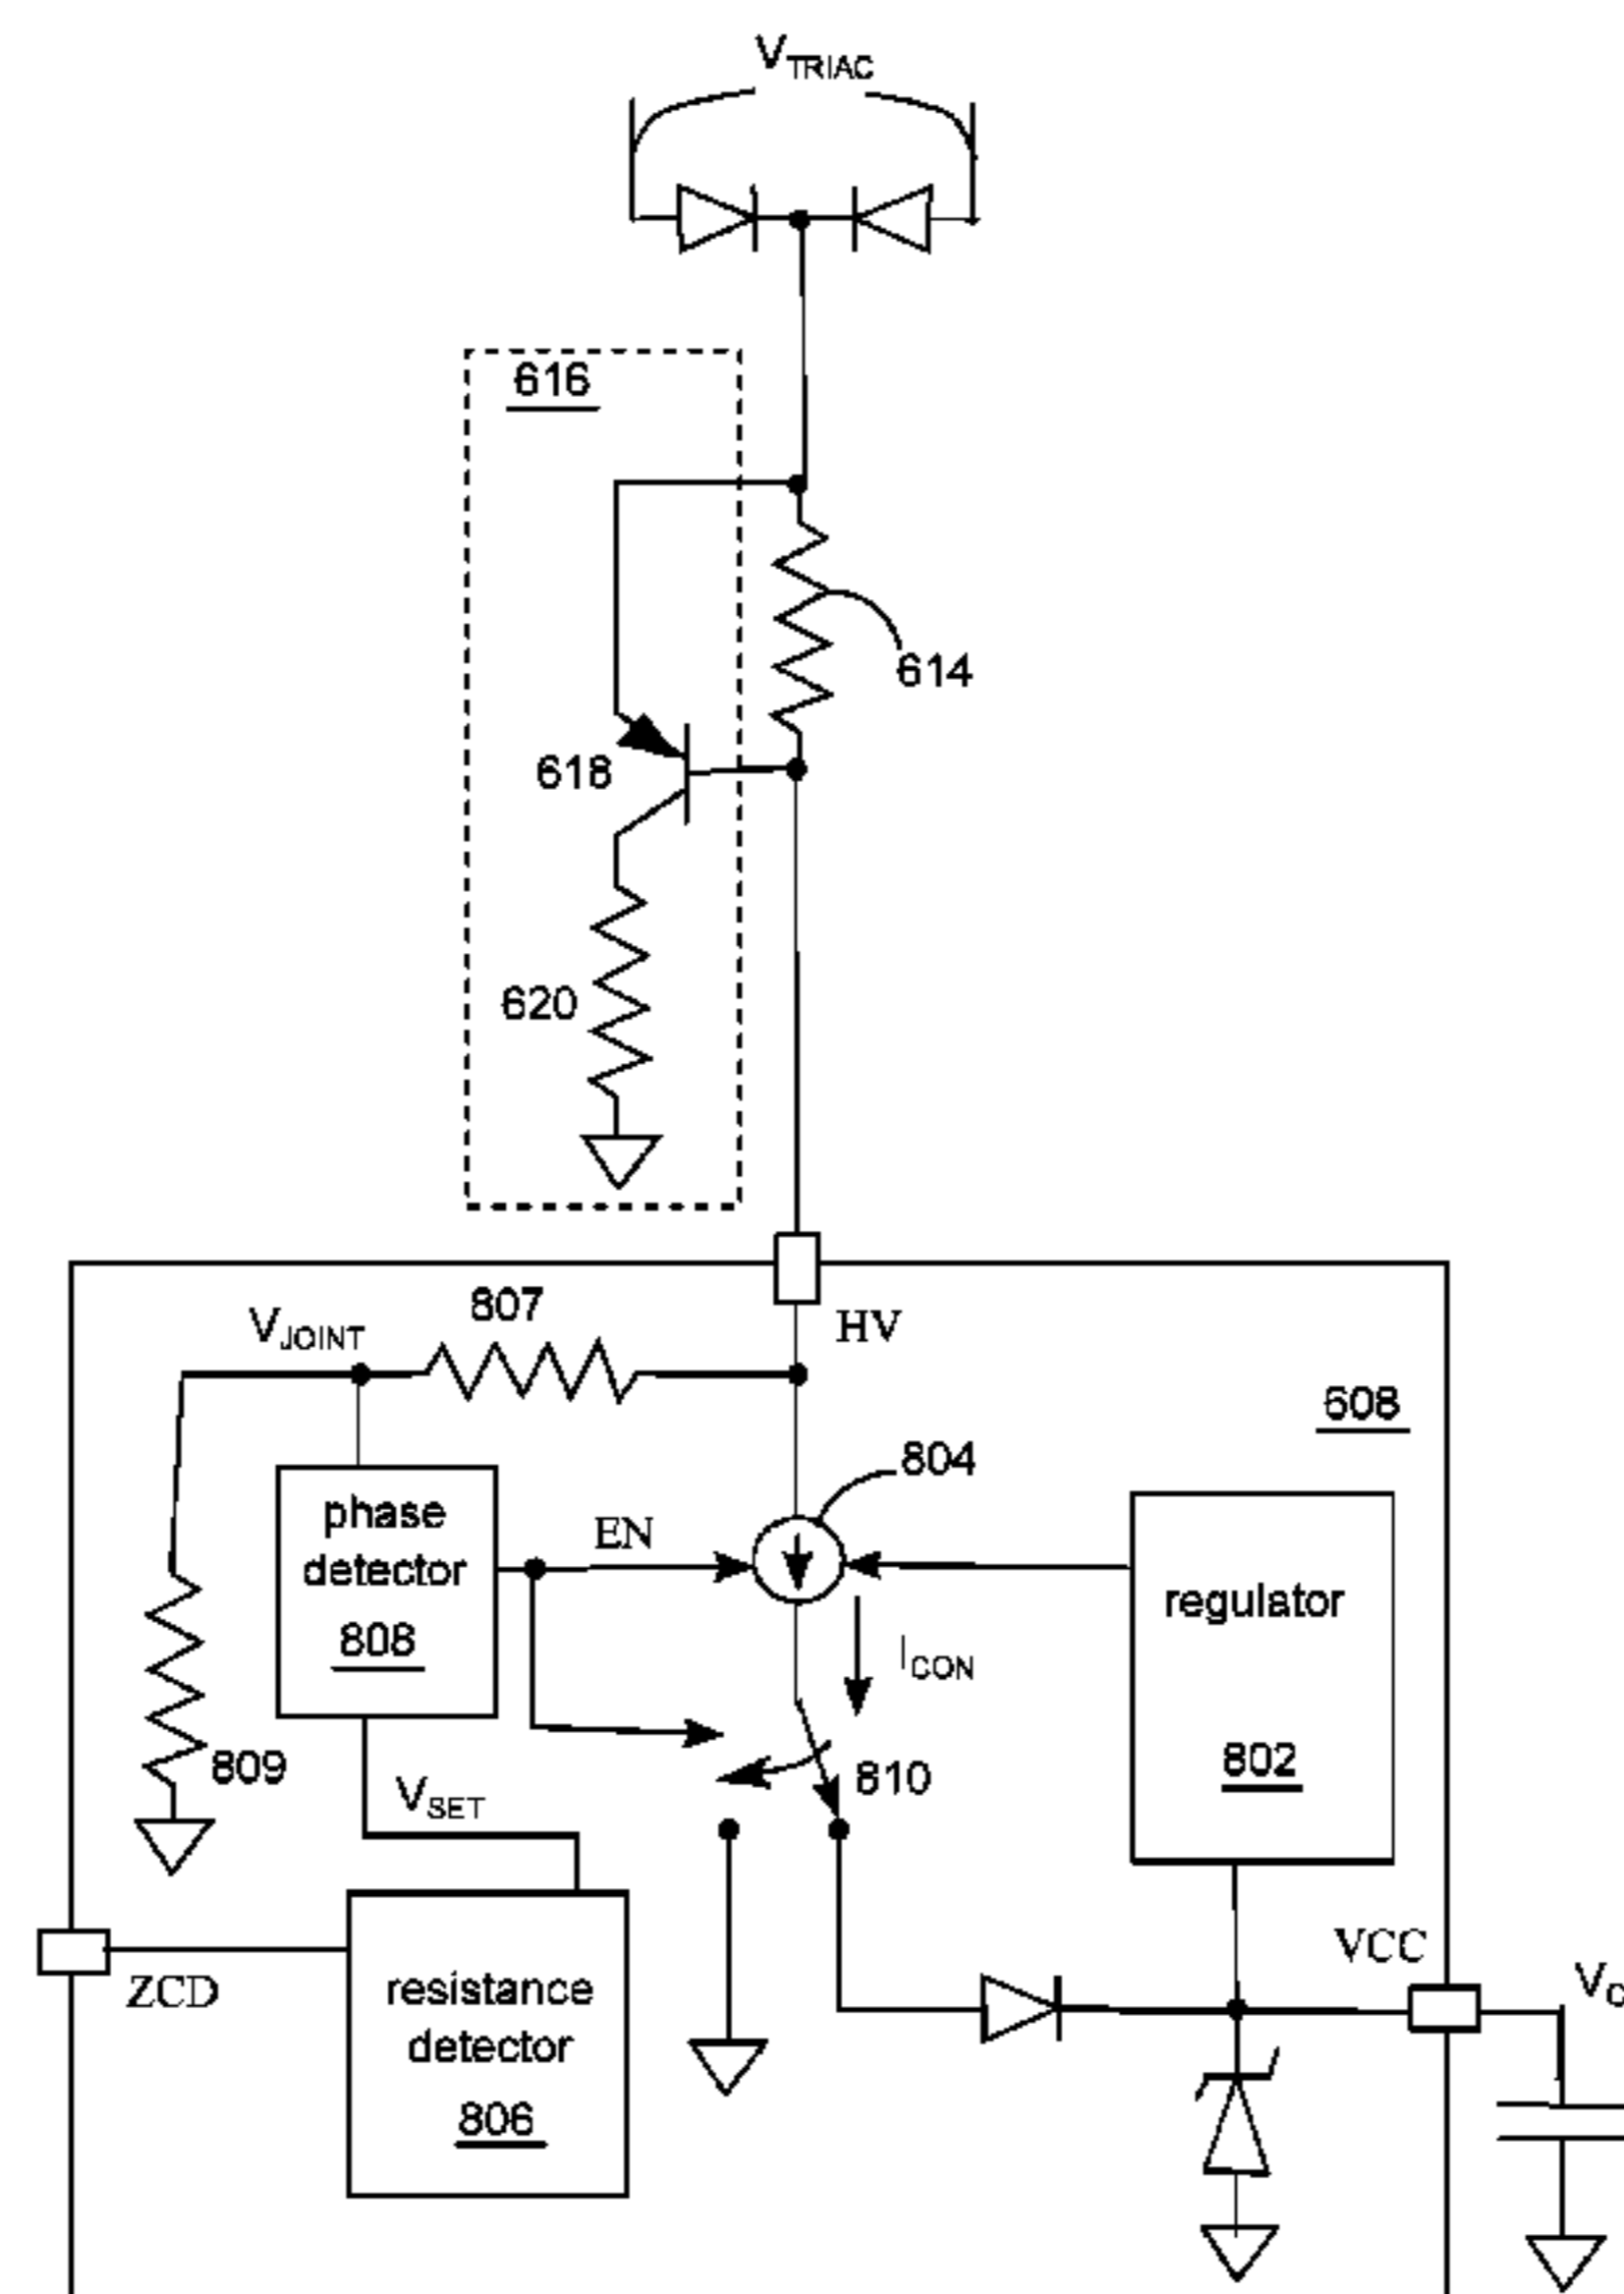 VTRIAC
616
614
618
620
807
VJOINT
HV
608
804
phase
detector
808
EN
regulator
802
ICON
810
809
VSET
VCC
ZCD
resistance
detector
806